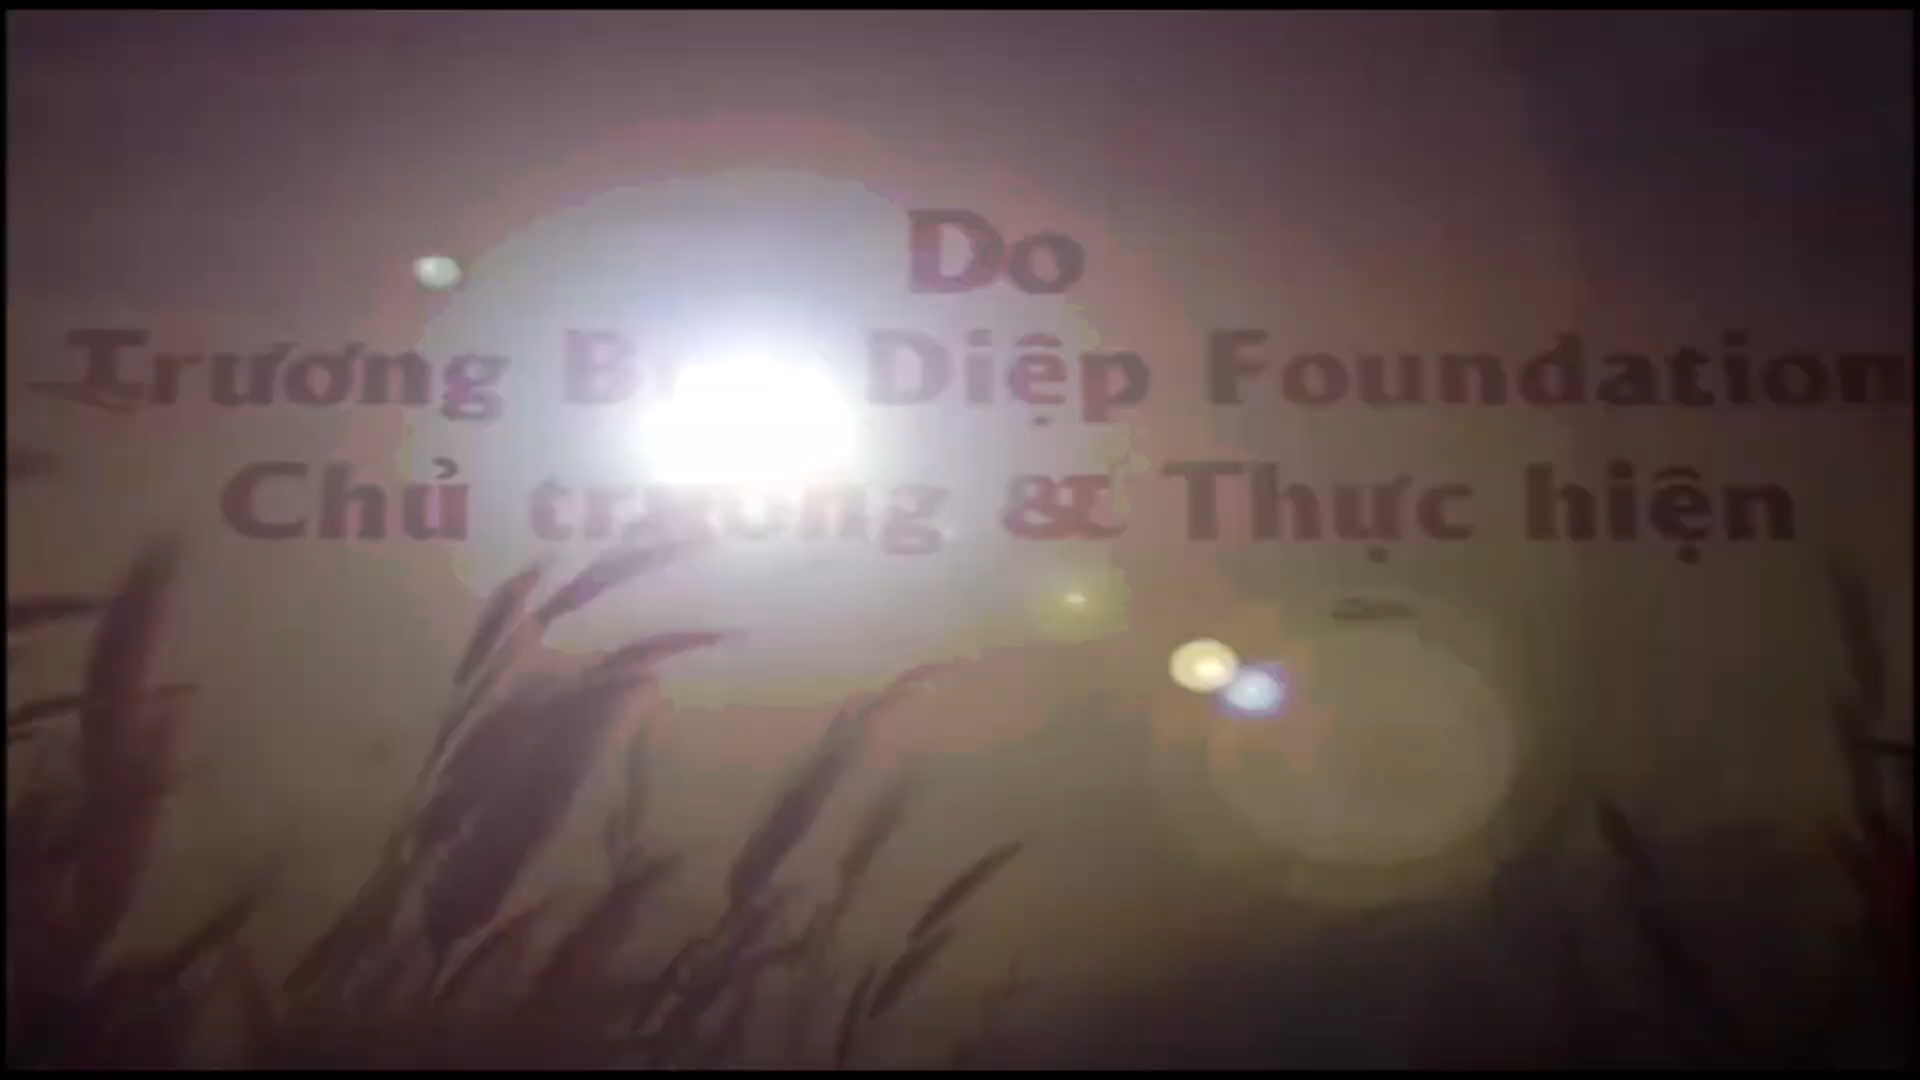 Do
Trương Diệp Foundation
Chủ trương & Thực hiện